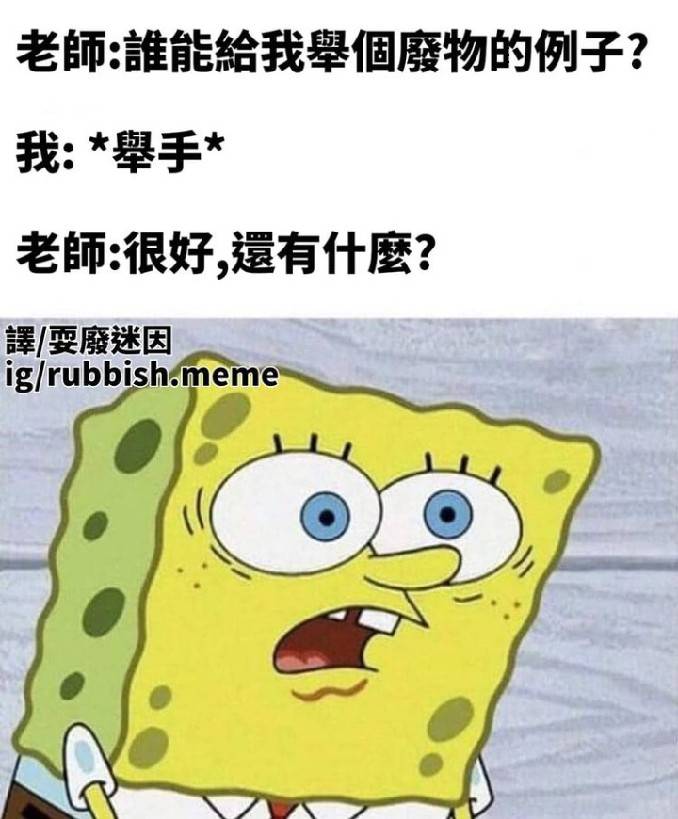 老師:誰能給我舉個廢物的例子?
我: *舉手*
老師:很好,還有什麼?
譯/耍廢迷因
ig/rubbish.meme